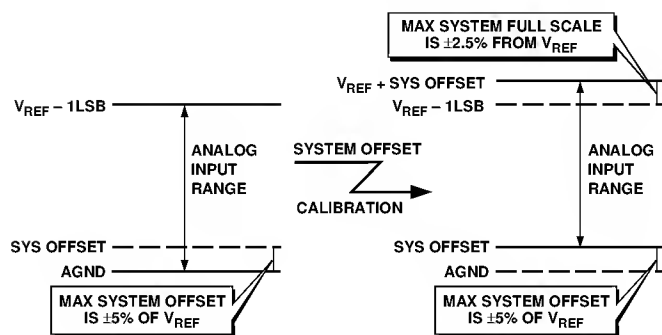 MAX SYSTEM FULL SCALE
IS ±2.5% FROM VREF
VREF + SYS OFFSET
VREF – 1LSB
VREF – 1LSB
SYSTEM OFFSET
ANALOG
INPUT
RANGE
ANALOG
INPUT
RANGE
CALIBRATION
SYS OFFSET
SYS OFFSET
AGND
AGND
MAX SYSTEM OFFSET
IS ±5% OF VREF
MAX SYSTEM OFFSET
IS ±5% OF VREF